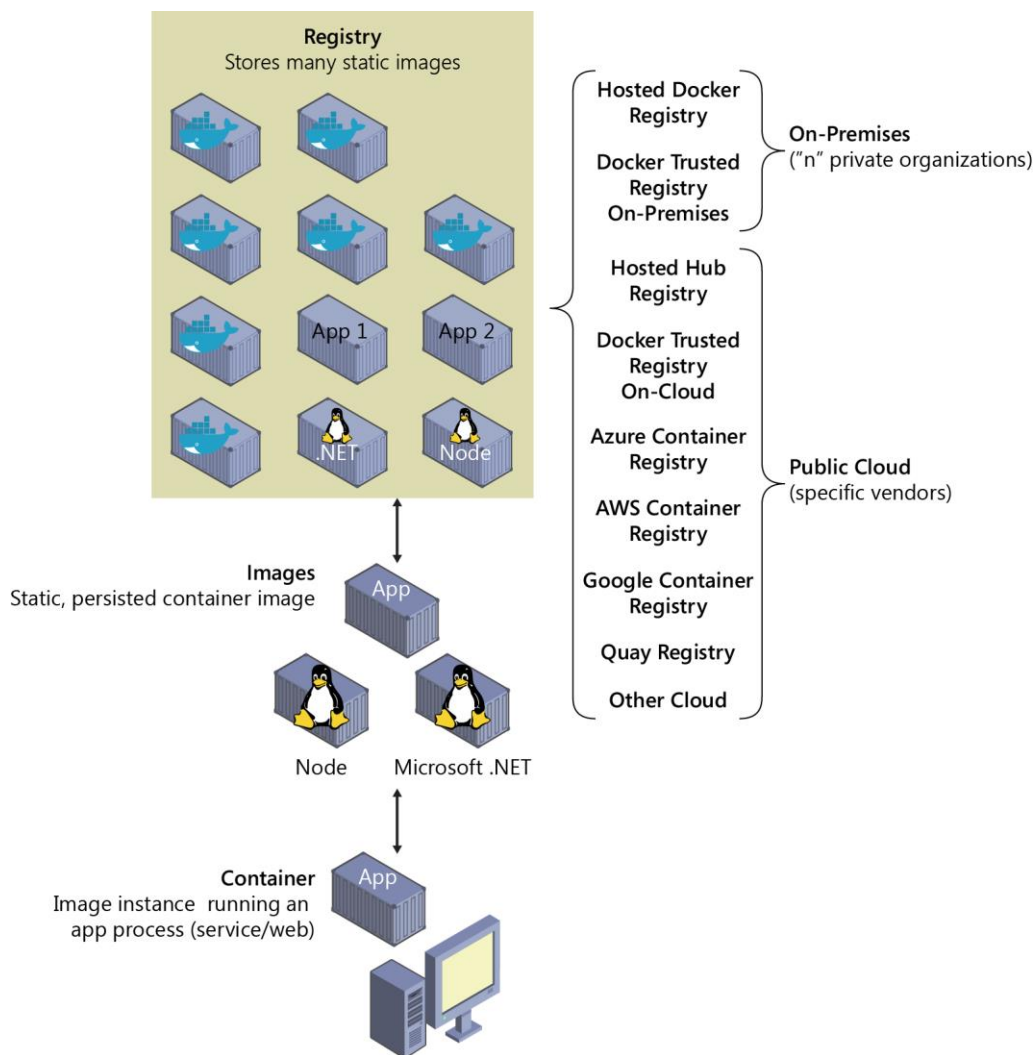 Registry
Stores many static images
App 1
App 2
.NET
Node
Hosted Docker
Registry
Docker Trusted
Registry
On-Premises
On-Premises
("n" private organizations)
Hosted Hub
Registry
Docker Trusted
Registry
On-Cloud
Azure Container
Registry
AWS Container
Registry
Google Container
Registry
Quay Registry
Other Cloud
Public Cloud
(specific vendors)
Images
Static, persisted container image
App
Node
Microsoft .NET
Container
Image instance running an
app process (service/web)
App